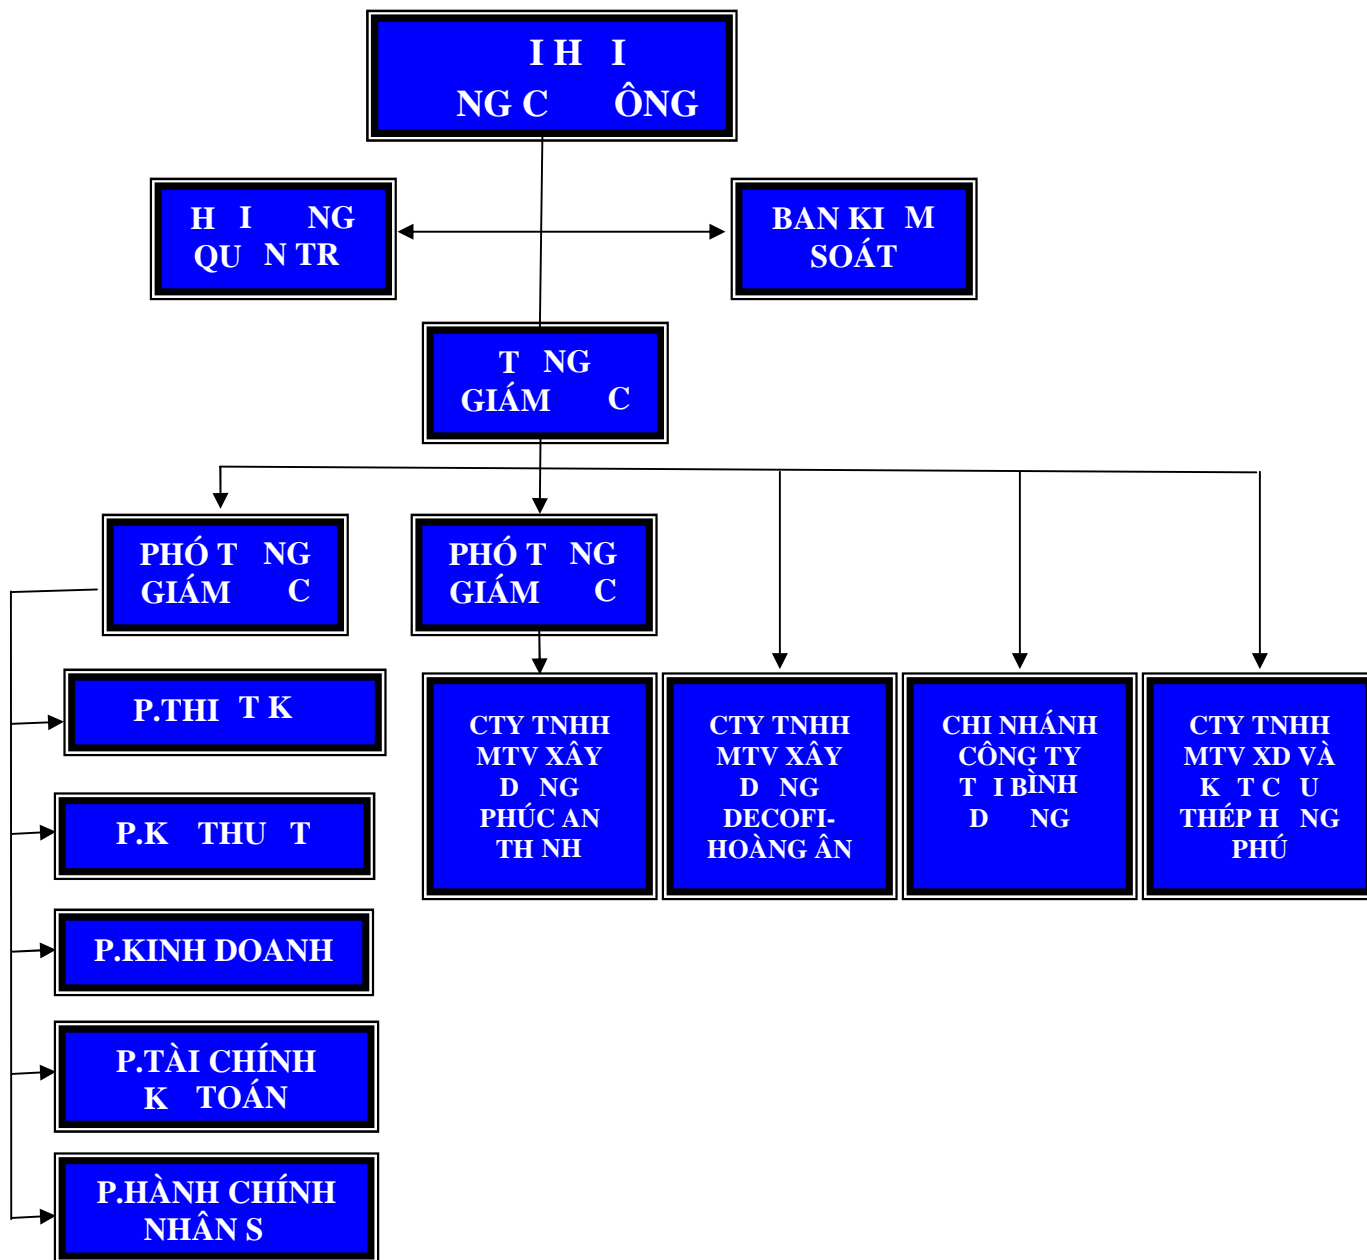 I H I
NG C ÔNG
H I NG
QU N TR
BAN KI M
SOÁT
T NG
GIÁM C
PHÓ T NG
GIÁM C
PHÓ T NG
GIÁM C
P.THI T K
P.K THU T
P.KINH DOANH
P.TÀI CHÍNH
K TOÁN
P.HÀNH CHÍNH
NHÂN S
CTY TNHH
MTV XÂY
D NG
PHÚC AN
TH NH
CTY TNHH
MTV XÂY
D NG
DECOFI-
HOÀNG ÂN
CHI NHÁNH
CÔNG TY
T I BÌNH
D NG
CTY TNHH
MTV XD VÀ
K T C U
THÉP H NG
PHÚ